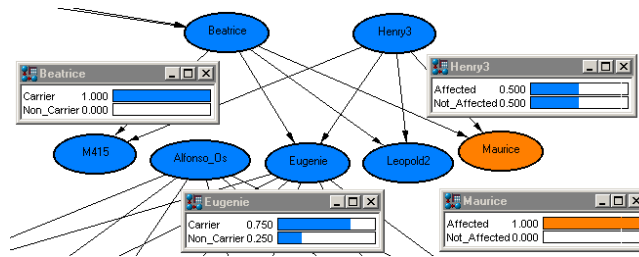 Beatrice
Henry3
Beatrice
Carrier 1.000
Non_Carrier 0.000
Henry3
Affected 0.500
Not_Affected 0.500
M415
Alfonso_Os
Eugenie
Leopold2
Maurice
Eugenie
Carrier 0.750
Non_Carrier 0.250
Maurice
Affected 1.000
Not_Affected 0.000